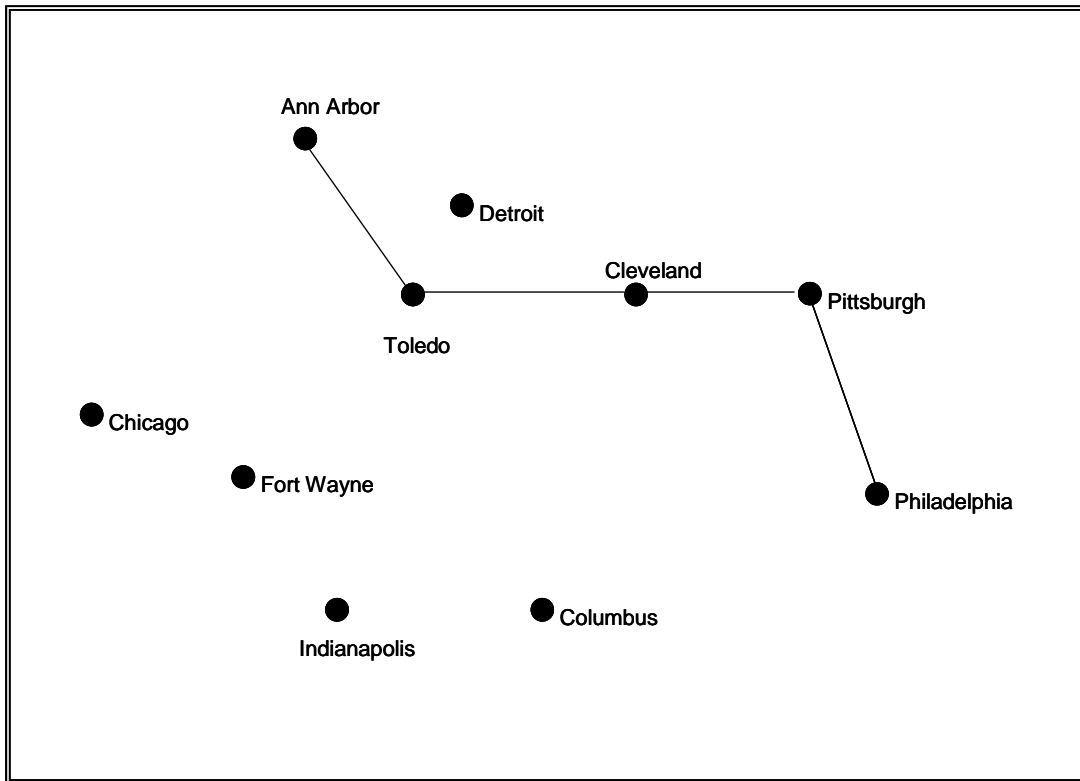 Ann Arbor
Detroit
Cleveland
Pittsburgh
Toledo
Chicago
Fort Wayne
Philadelphia
Columbus
Indianapolis